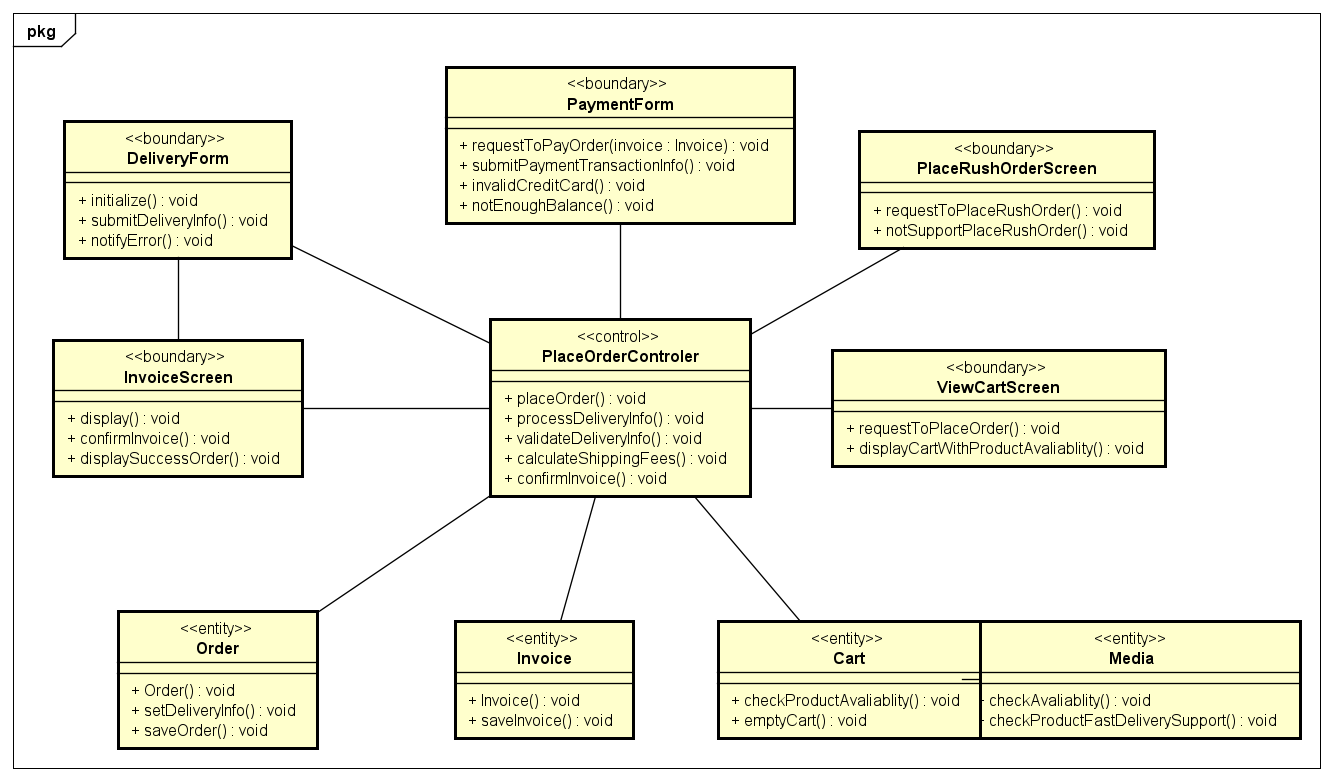 pkg
<<boundary>>
PaymentForm
+ requestToPayOrder(invoice : Invoice) : void
+ submitPaymentTransactionInfo() : void
+ invalidCreditCard() : void
+ notEnoughBalance() : void
<<boundary>>
DeliveryForm
+ initialize() : void
+ submitDeliveryInfo() : void
+ notifyError() : void
<<boundary>>
PlaceRushOrderScreen
+ requestToPlaceRushOrder() : void
+ notSupportPlaceRushOrder() : void
<<boundary>>
InvoiceScreen
+ display() : void
+ confirmInvoice() : void
+ displaySuccessOrder() : void
<<control>>
PlaceOrderControler
+ placeOrder() : void
+ processDeliveryInfo() : void
+ validateDeliveryInfo() : void
+ calculateShippingFees() : void
+ confirmInvoice() : void
<<boundary>>
ViewCartScreen
+ requestToPlaceOrder() : void
+ displayCartWithProductAvaliablity() : void
<<entity>>
Order
+ Order() : void
+ setDeliveryInfo() : void
+ saveOrder() : void
<<entity>>
Invoice
+ Invoice() : void
+ saveInvoice() : void
<<entity>>
Cart
+ checkProductAvaliablity() : void
+ emptyCart() : void
<<entity>>
Media
+ checkAvaliablity() : void
+ checkProductFastDeliverySupport() : void